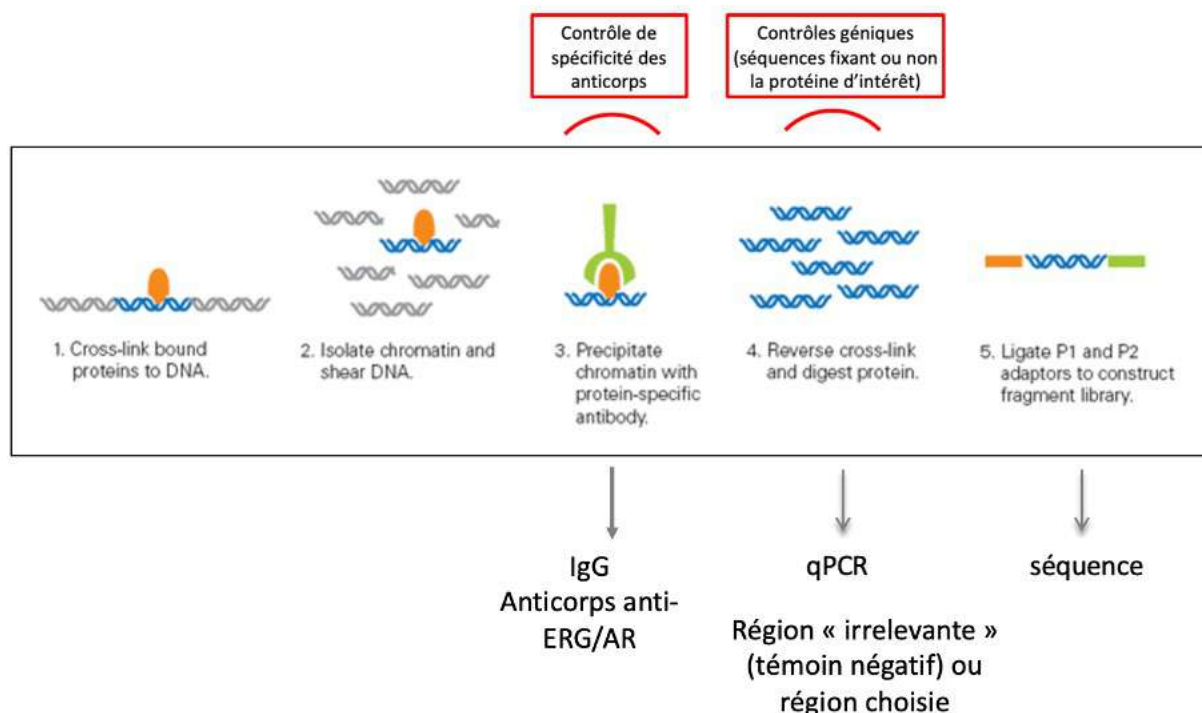 Contrôle de
spécificité des
anticorps
Contrôles géniques
(séquences fixant ou non
la protéine d’intérêt)
1. Cross-link bound
proteins to DNA.
2. Isolate chromatin and
shear DNA.
3. Precipitate
chromatin with
protein-specific
antibody.
4. Reverse cross-link
and digest protein.
5. Ligate P1 and P2
adaptors to construct
fragment library.
IgG
Anticorps anti-
ERG/AR
qPCR
Région « irrelevante »
(témoin négatif) ou
région choisie
séquence